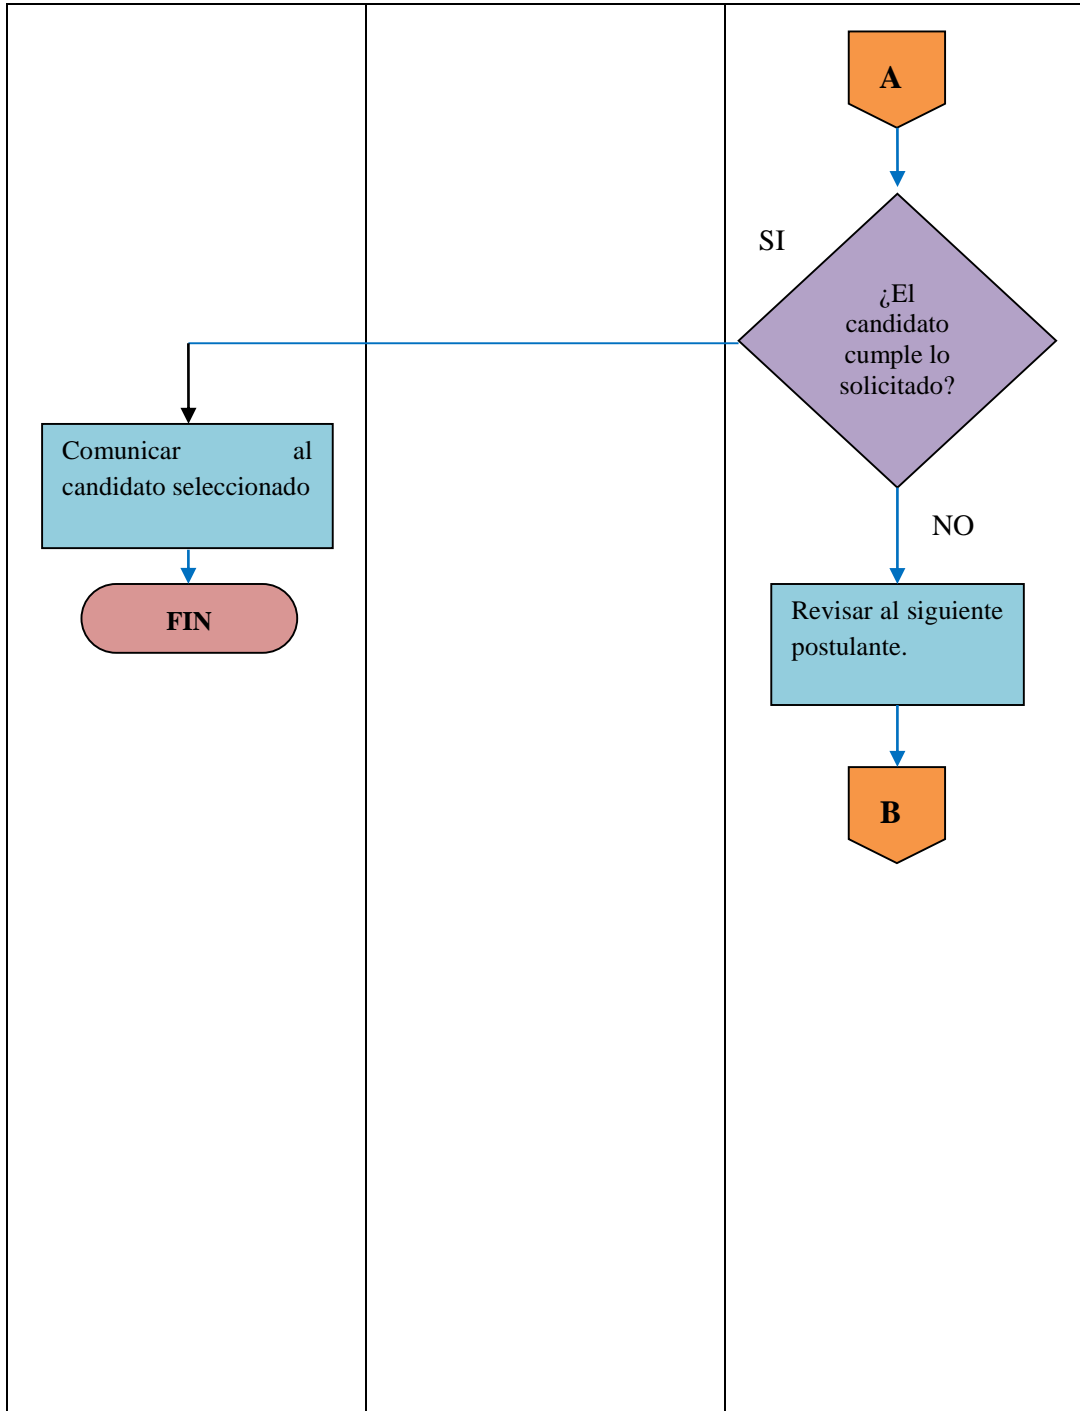 A
SI
¿El
candidato
cumple lo
solicitado?
Comunicar al
candidato seleccionado
NO
FIN
Revisar al siguiente
postulante.
B